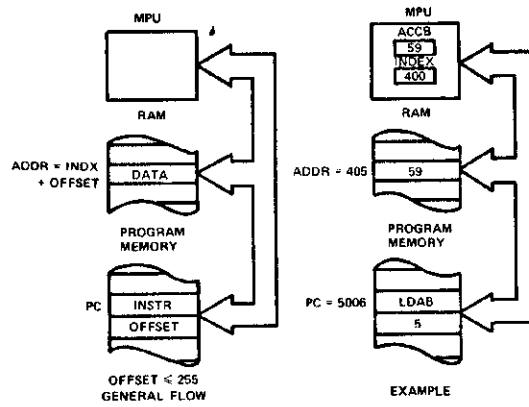 MPU
RAM
ADDR = INDX
+ OFFSET
DATA
PROGRAM
MEMORY
PC
INSTR
OFFSET
OFFSET ≤ 255
GENERAL FLOW
MPU
ACCB
59
INDEX
400
RAM
ADDR = 405
59
PROGRAM
MEMORY
PC = 5006
LDAB
5
EXAMPLE